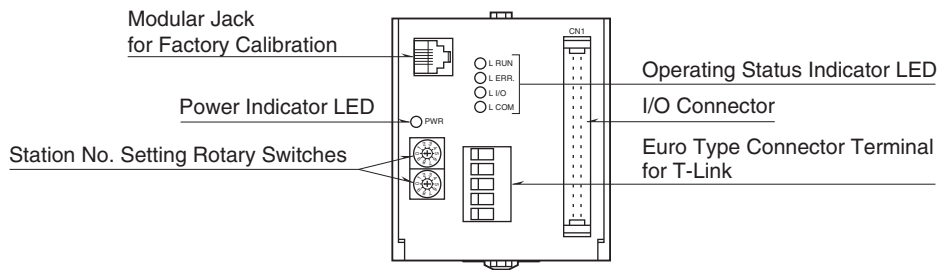 Modular Jack
for Factory Calibration
Power Indicator LED
Station No. Setting Rotary Switches
CN1
L RUN
L ERR.
L I/O
L COM
PWR
Operating Status Indicator LED
I/O Connector
Euro Type Connector Terminal
for T-Link